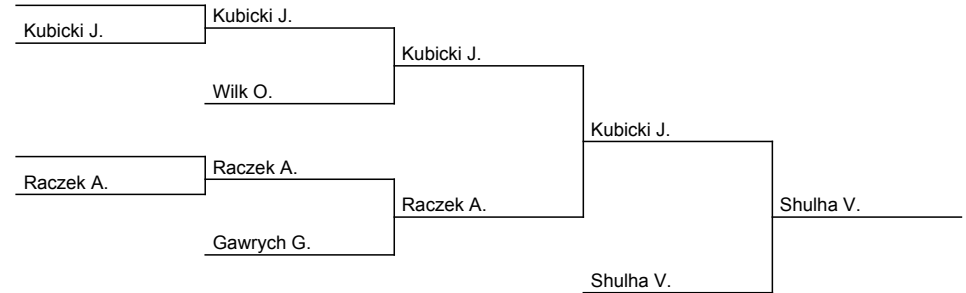 Kubicki J.
Kubicki J.
Kubicki J.
Wilk O.
Kubicki J.
Raczek A.
Raczek A.
Raczek A.
Shulha V.
Gawrych G.
Shulha V.